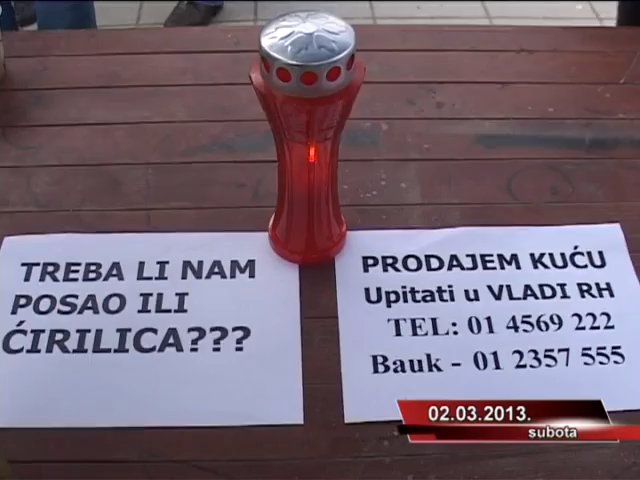 TREBA LI NAM
POSAO ILI
ĆIRILICA???
PRODAJEM KUĆU
Upitati u VLADI RH
TEL: 01 4569 222
Bauk - 01 2357 555
02.03.2013.
subota